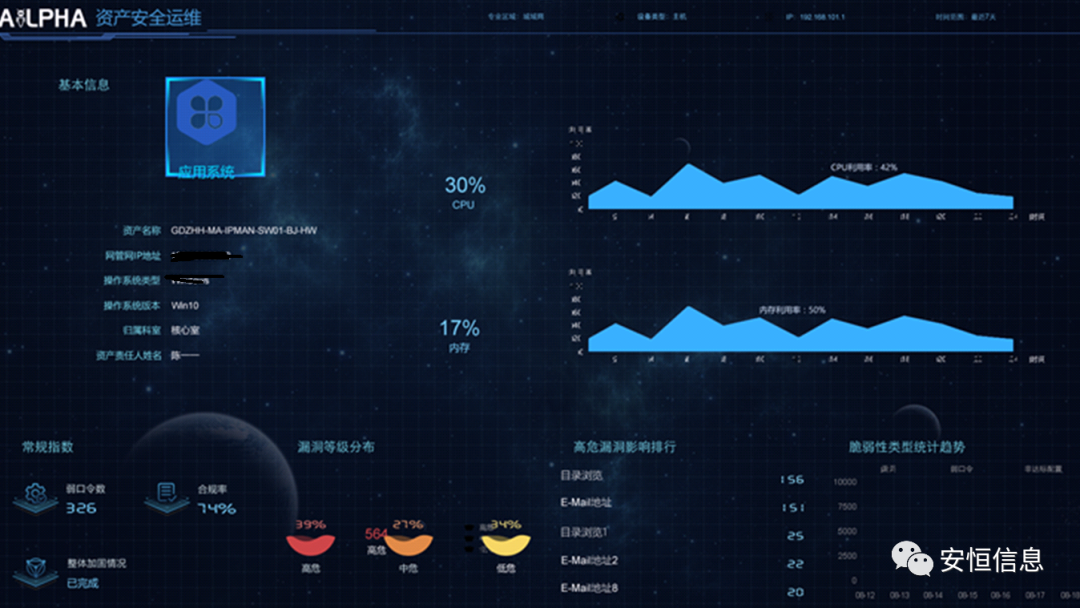 AiLPHA 资产安全运维
专业区域：城域网 设备类型：主机 IP：192.168.101.1 时间范围：最近7天
基本信息
应用系统
资产名称 GDZHH-MA-IPMAN-SW01-BJ-HW
网管网IP地址
操作系统类型
操作系统版本 Win10
归属科室 核心室
资产责任人姓名 陈一一
30%
CPU
17%
内存
CPU利用率：42%
时间
内存利用率：50%
时间
常规指数
弱口令数
326
合规率
74%
整体加固情况
已完成
漏洞等级分布
39%
高危
564
高危
27%
中危
34%
低危
高危漏洞影响排行
目录浏览 156
E-Mail地址 151
目录浏览1 25
E-Mail地址2 22
E-Mail地址8 20
脆弱性类型统计趋势
漏洞 弱口令 非达标配置
10000
7500
5000
2500
0
08-12 08-13 08-14 08-15 08-16 08-17 08-18
安恒信息